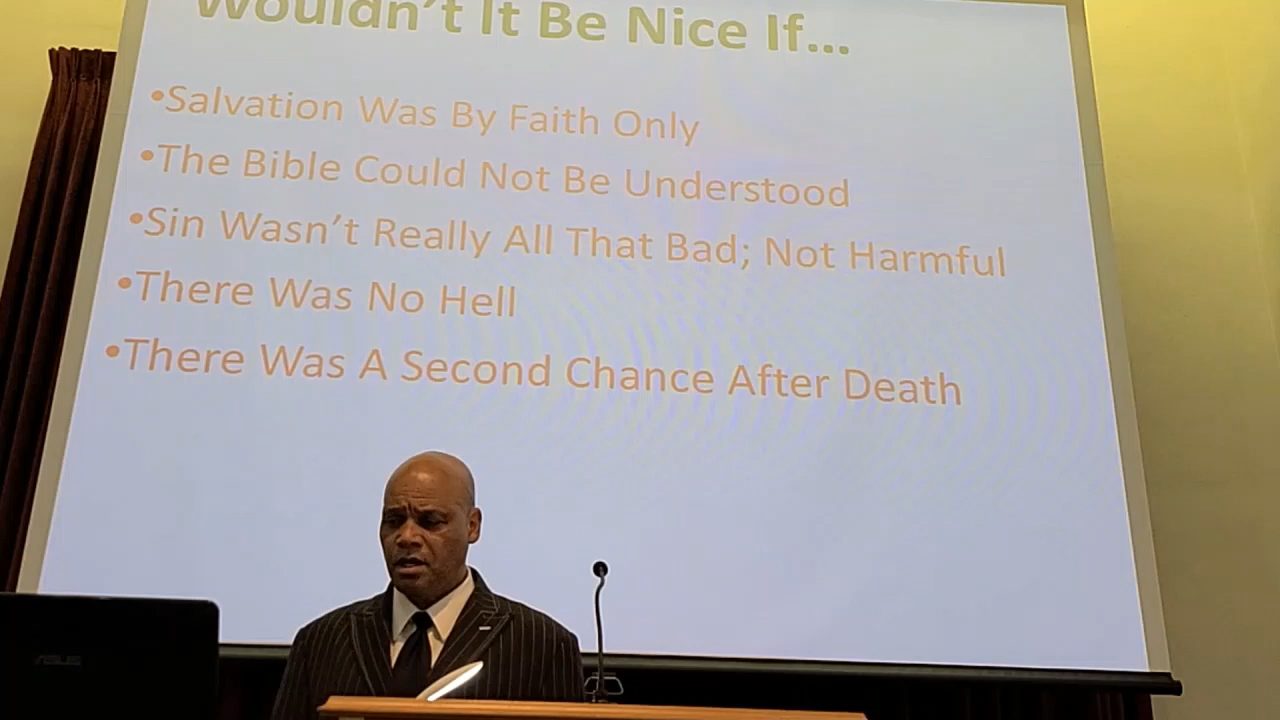 Wouldn't It Be Nice If...
•Salvation Was By Faith Only
•The Bible Could Not Be Understood
•Sin Wasn't Really All That Bad; Not Harmful
•There Was No Hell
•There Was A Second Chance After Death
ASUS